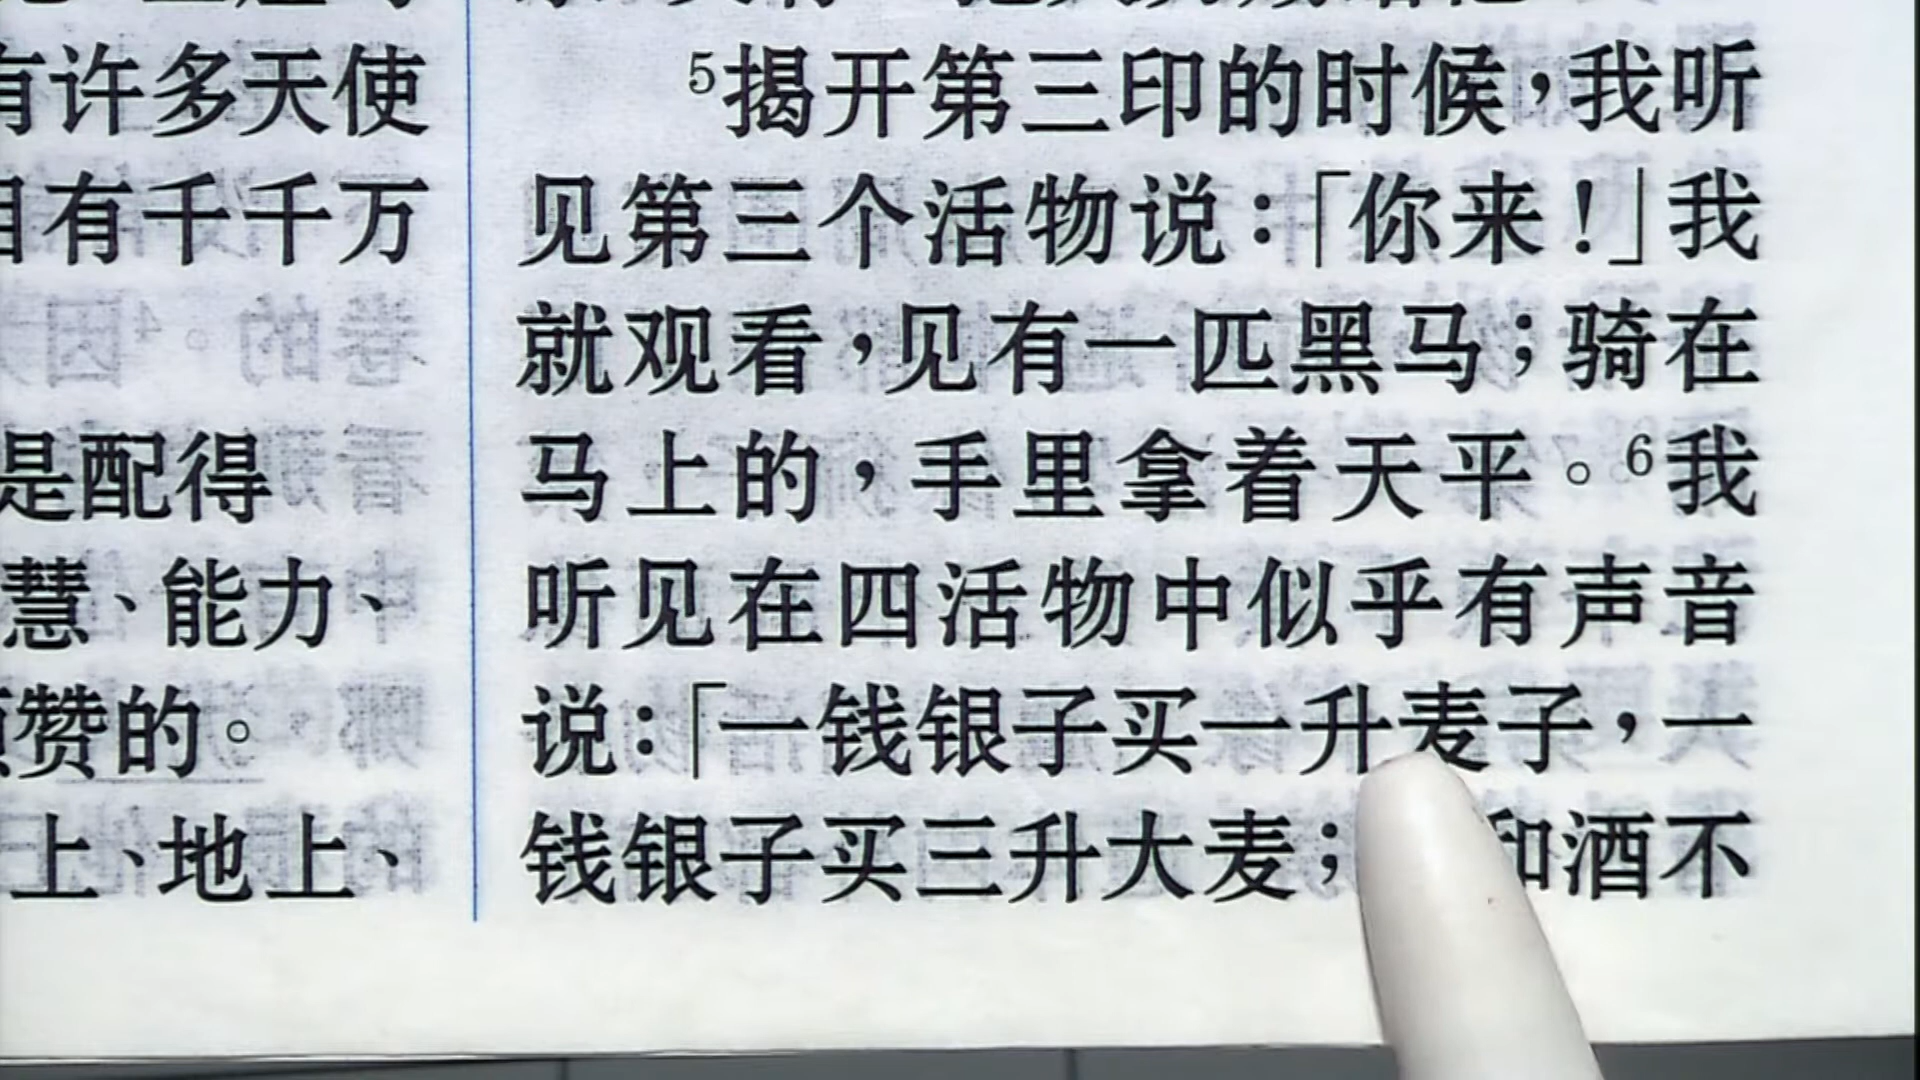 有许多天使
目有千千万
是配得
慧、能力、
颂赞的。
上、地上、
5揭开第三印的时候，我听
见第三个活物说：「你来！」我
就观看，见有一匹黑马；骑在
马上的，手里拿着天平。6我
听见在四活物中似乎有声音
说：「一钱银子买一升麦子，一
钱银子买三升大麦；和酒不